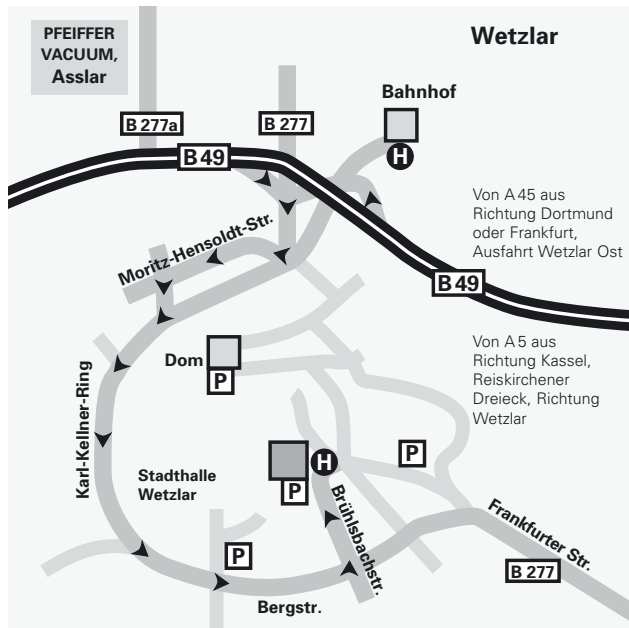 PFEIFFER
VACUUM,
Asslar
Wetzlar
Bahnhof
B 277a
B 277
B 49
H
Von A 45 aus
Richtung Dortmund
oder Frankfurt,
Ausfahrt Wetzlar Ost
Moritz-Hensoldt-Str.
B 49
Dom
P
Von A 5 aus
Richtung Kassel,
Reiskirchener
Dreieck, Richtung
Wetzlar
Karl-Kellner-Ring
Stadthalle
Wetzlar
H
P
P
Brühlsbachstr.
Frankfurter Str.
P
B 277
Bergstr.